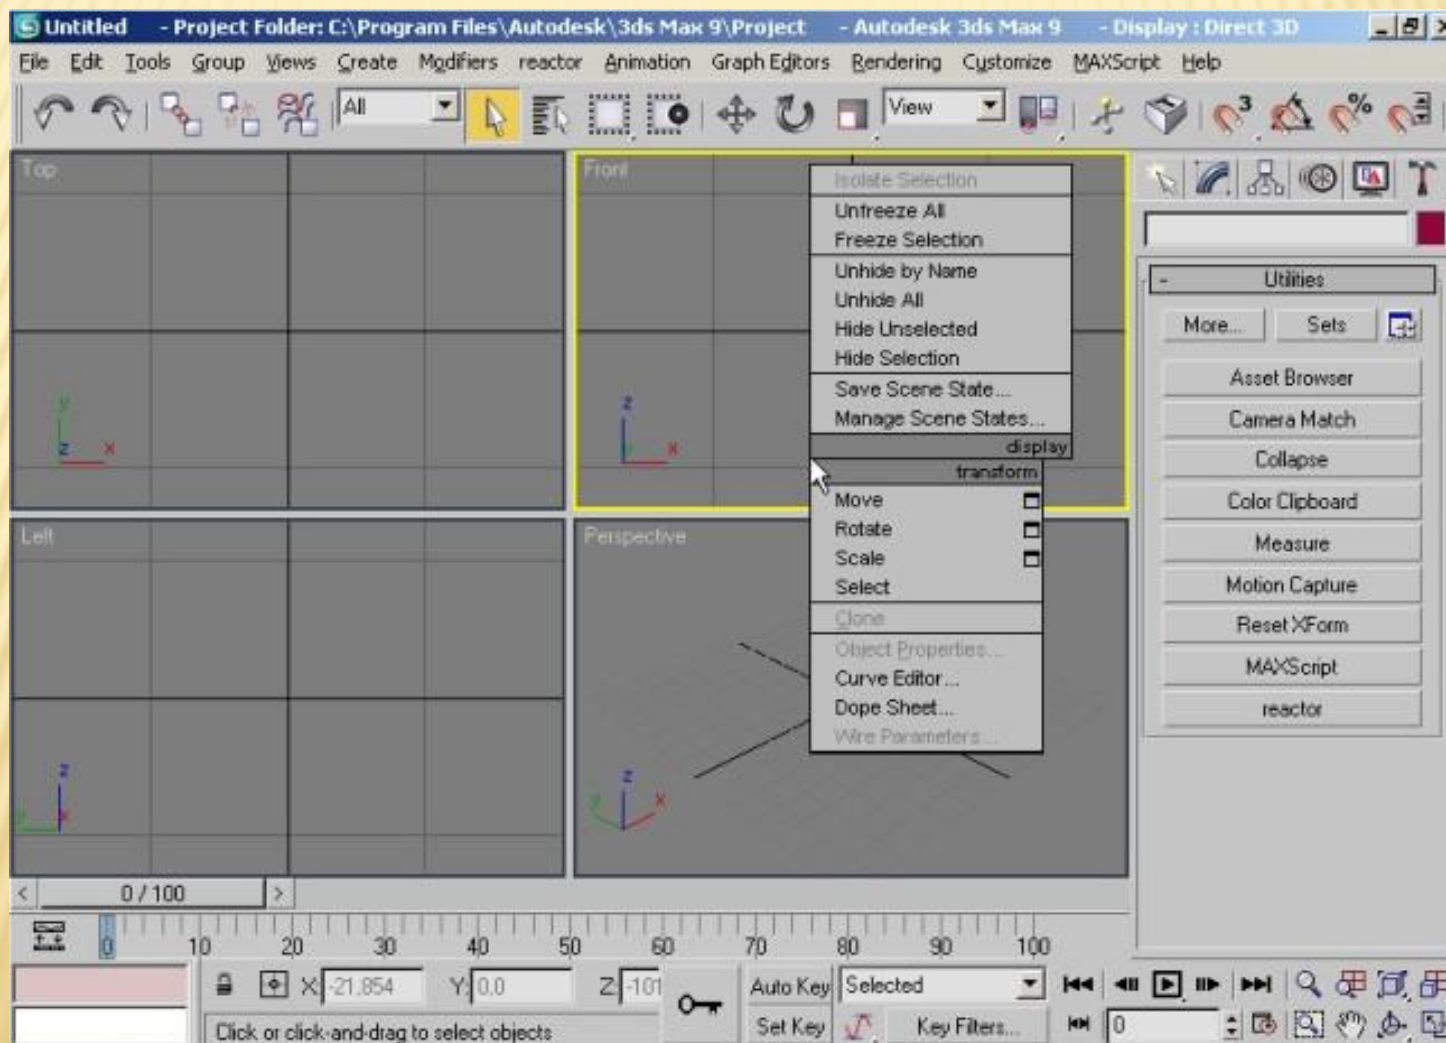 Untitled - Project Folder: C:\Program Files\Autodesk\3ds Max 9\Project - Autodesk 3ds Max 9 - Display : Direct 3D
File Edit Tools Group Views Create Modifiers reactor Animation Graph Editors Rendering Customize MAXScript Help
All View 3 %
Top
Front
Isolate Selection
Unfreeze All
Freeze Selection
Unhide by Name
Unhide All
Hide Unselected
Hide Selection
Save Scene State...
Manage Scene States...
display
transform
Move
Rotate
Scale
Select
Clone
Object Properties...
Curve Editor...
Dope Sheet...
Wire Parameters...
y
z x
z
x
Left
Perspective
z
y x
z
y x
- Utilities
More... Sets
Asset Browser
Camera Match
Collapse
Color Clipboard
Measure
Motion Capture
Reset XForm
MAXScript
reactor
< 0 / 100 >
0 10 20 30 40 50 60 70 80 90 100
X: -21,854 Y: 0,0 Z: -101 Auto Key Selected
Click or click-and-drag to select objects Set Key Key Filters... 0